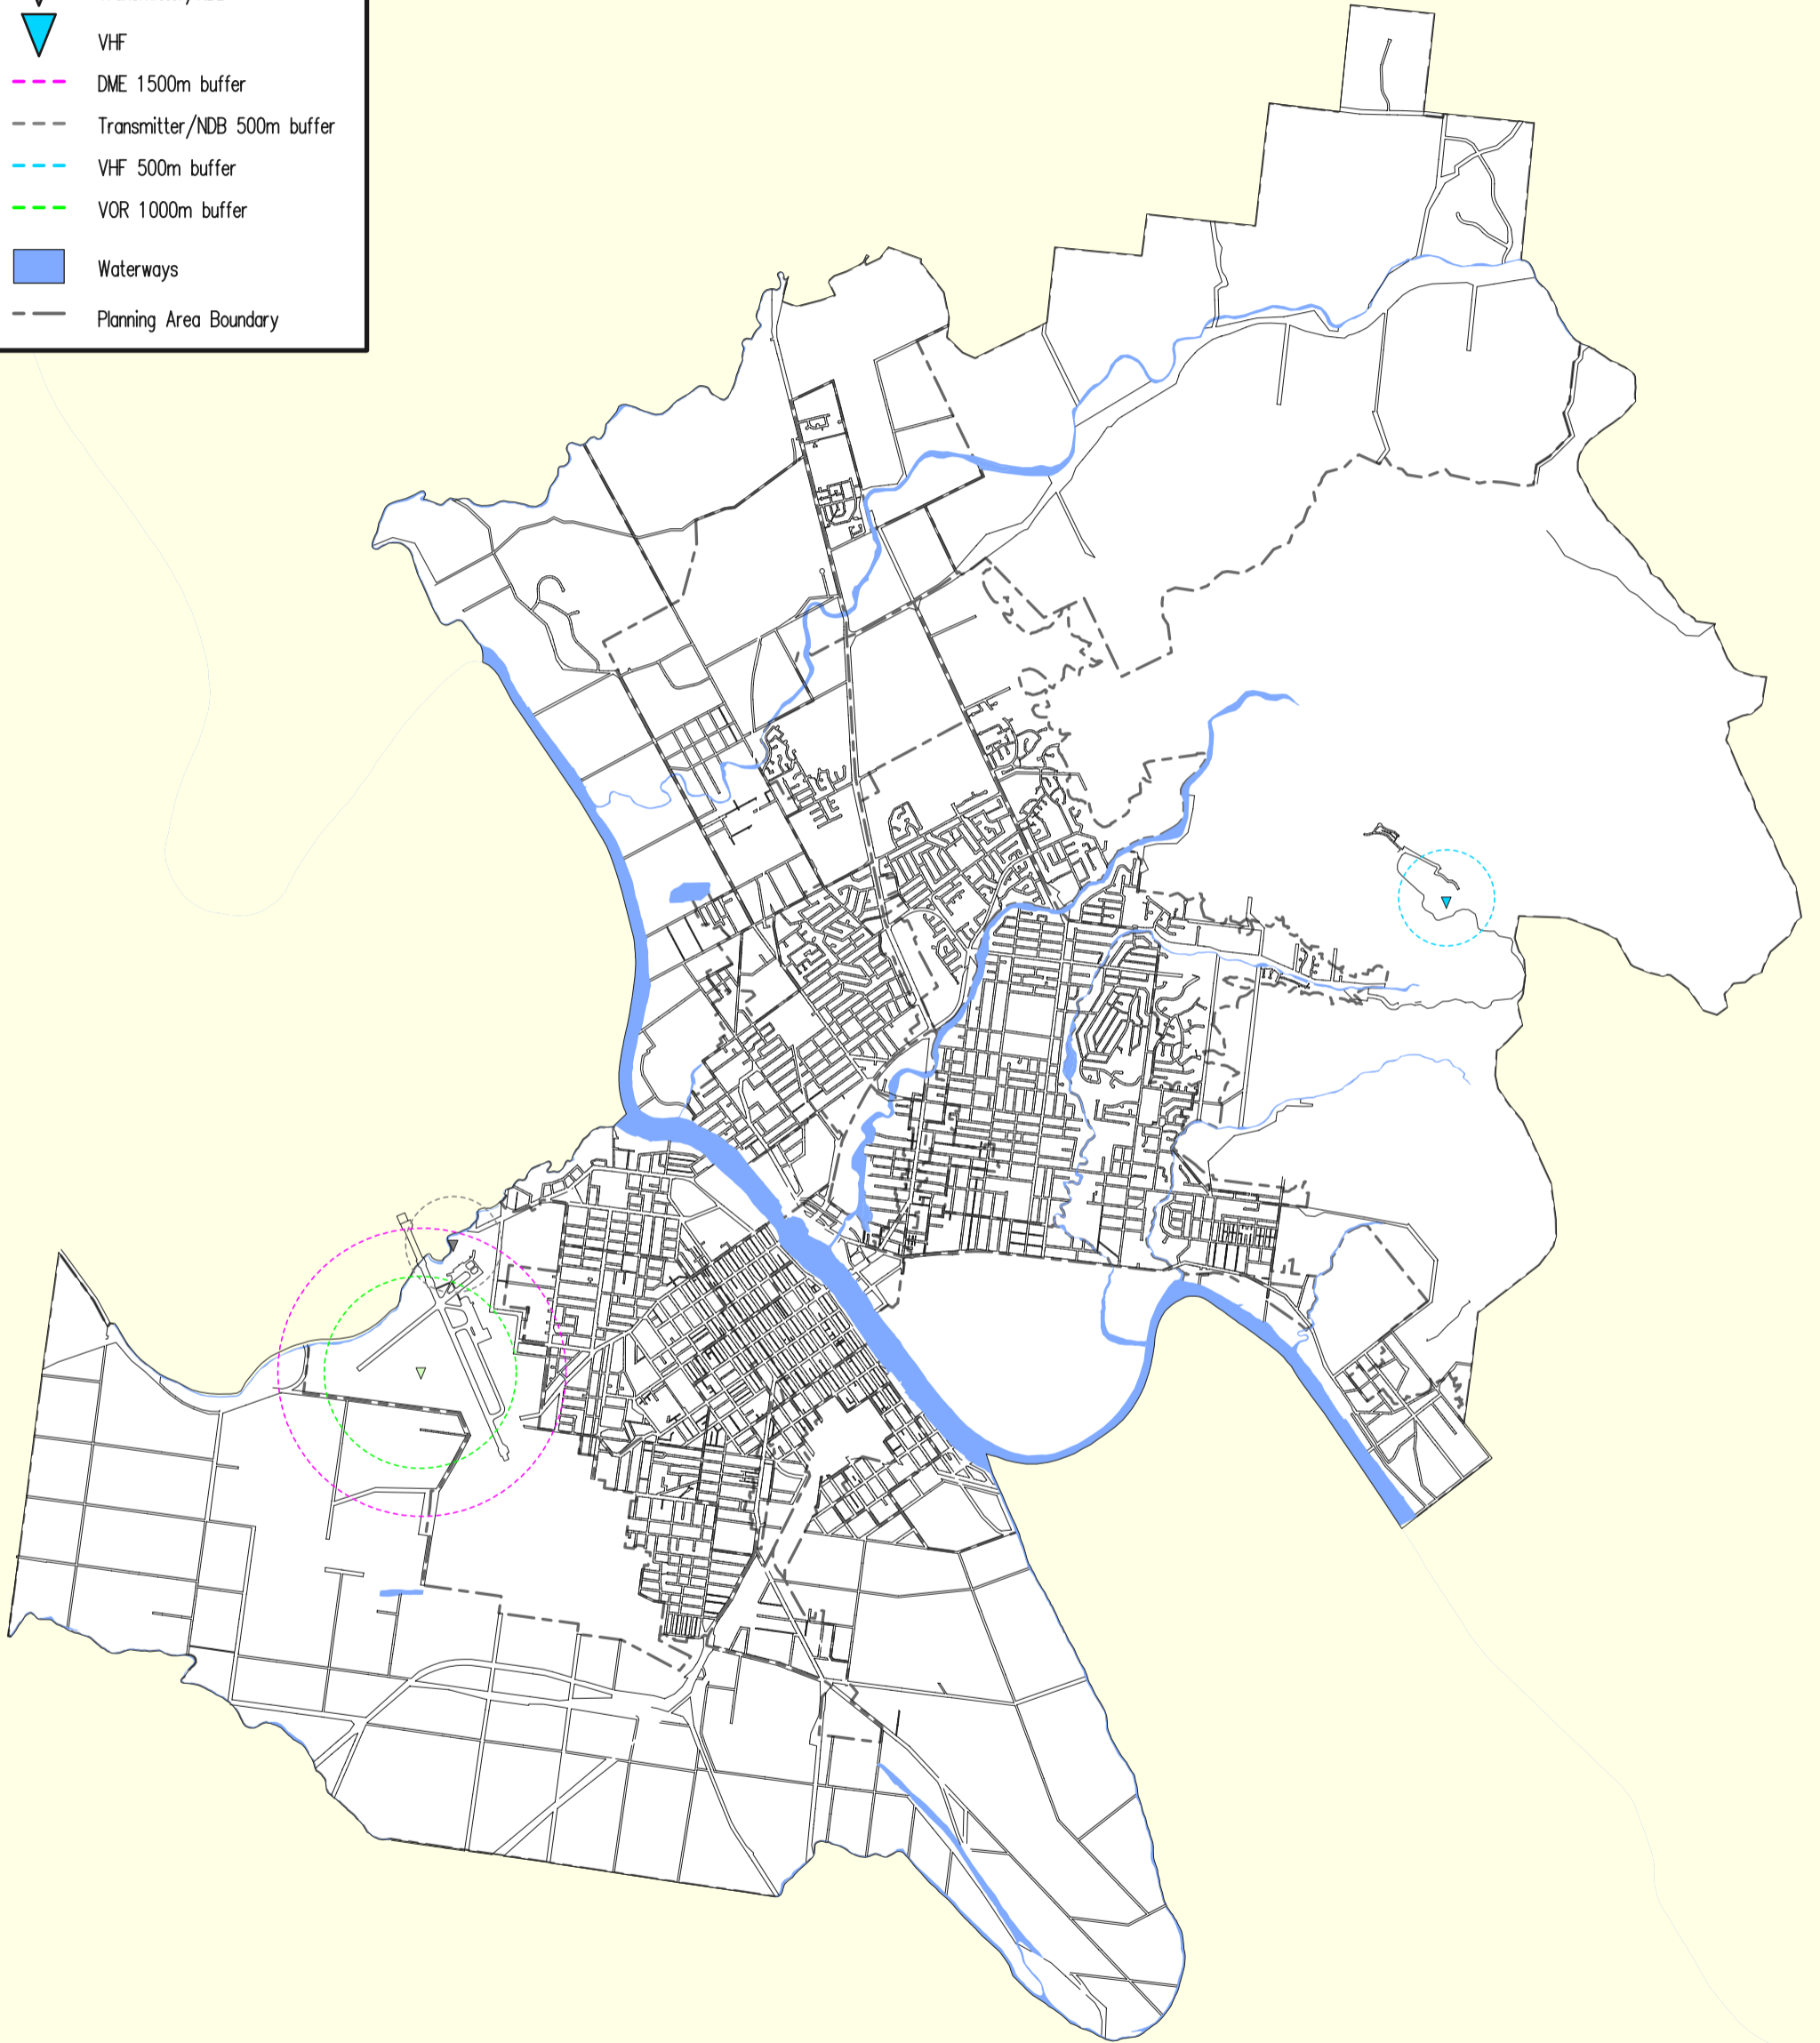 VHF
DME 1500m buffer
Transmitter/NDB 500m buffer
VHF 500m buffer
VOR 1000m buffer
Waterways
Planning Area Boundary